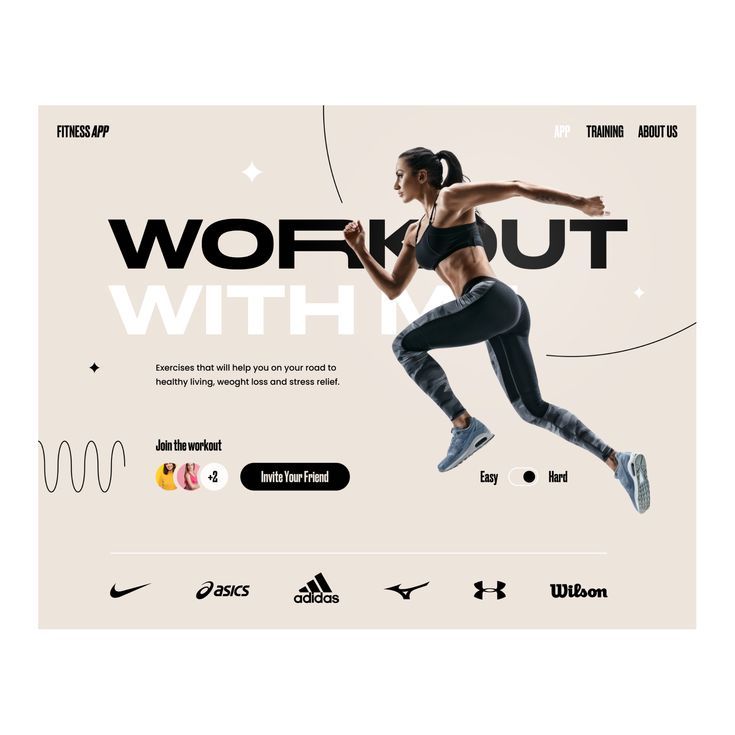 FITNESS APP
APP TRAINING ABOUT US
WORKOUT
WITH M
Exercises that will help you on your road to
healthy living, weoght loss and stress relief.
Join the workout
+2 Invite Your Friend
Easy Hard
asics adidas Wilson